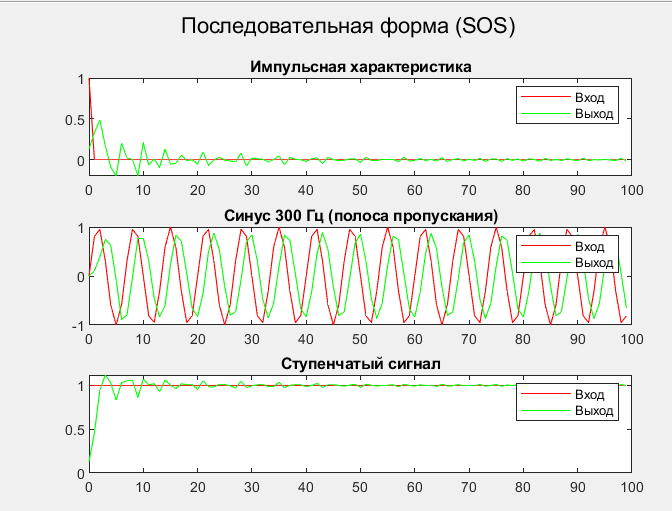 Последовательная форма (SOS)
Импульсная характеристика
1
0.5
0
Вход
Выход
0 10 20 30 40 50 60 70 80 90 100
Синус 300 Гц (полоса пропускания)
1
0
-1
Вход
Выход
0 10 20 30 40 50 60 70 80 90 100
Ступенчатый сигнал
1
0.5
0
Вход
Выход
0 10 20 30 40 50 60 70 80 90 100